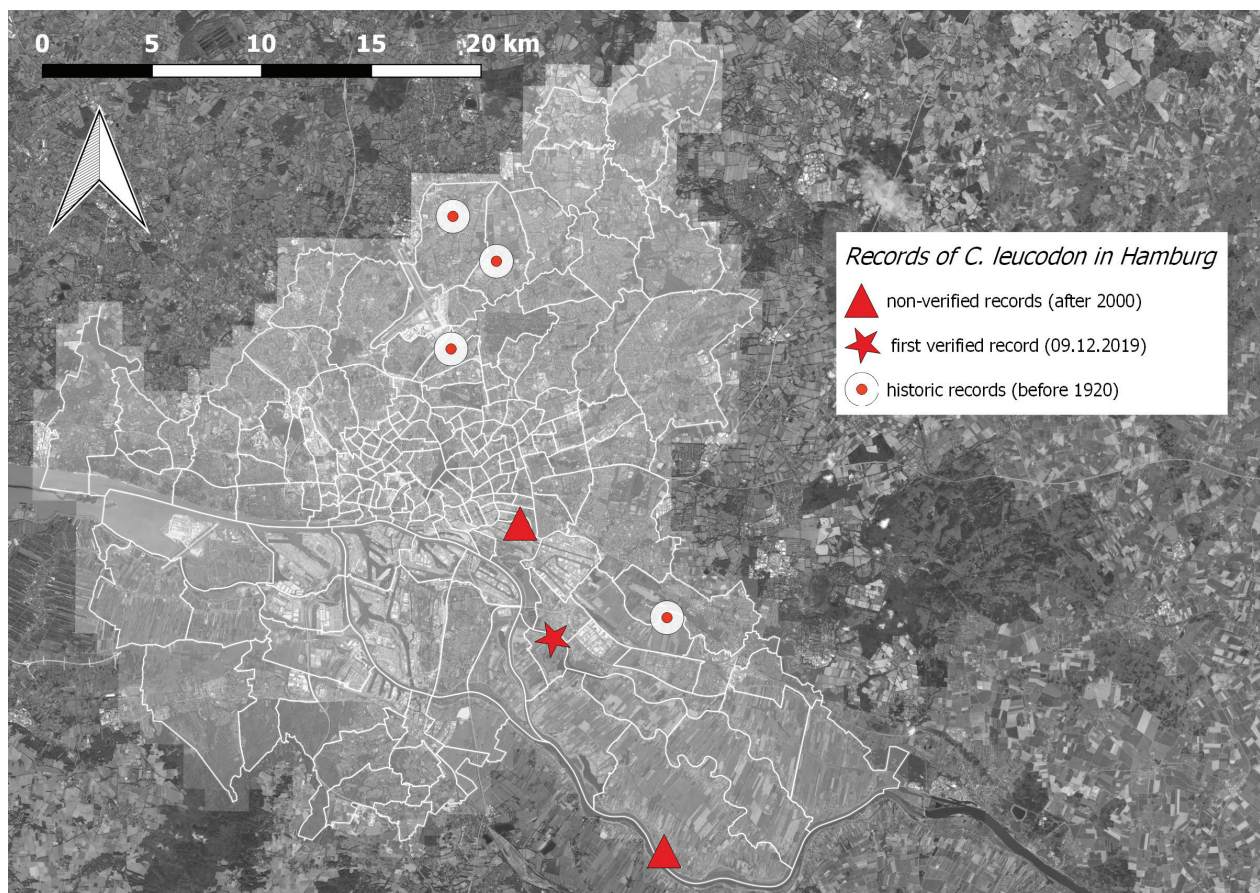 0 5 10 15 20 km
Records of C. leucodon in Hamburg
non-verified records (after 2000)
first verified record (09.12.2019)
historic records (before 1920)